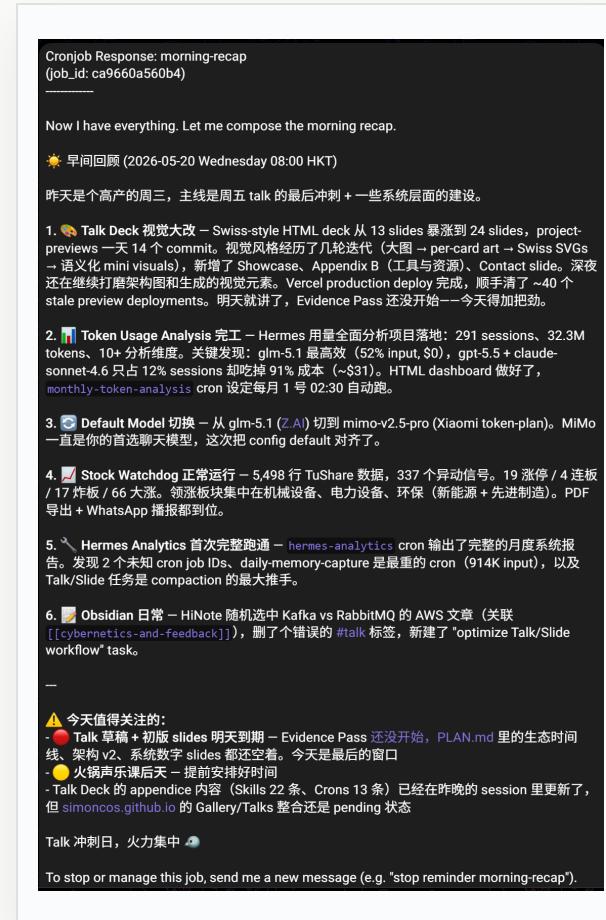 Cronjob Response: morning-recap
(job_id: ca9660a560b4)
-------------
Now I have everything. Let me compose the morning recap.
☀️ 早间回顾 (2026-05-20 Wednesday 08:00 HKT)
昨天是个高产的周三，主线是周五 talk 的最后冲刺 + 一些系统层面的建设。
1. 🎨 Talk Deck 视觉大改 — Swiss-style HTML deck 从 13 slides 暴涨到 24 slides，project-
previews 一天 14 个 commit。视觉风格经历了几轮迭代（大图 → per-card art → Swiss SVGs
→ 语义化 mini visuals），新增了 Showcase、Appendix B（工具与资源）、Contact slide。深夜
还在继续打磨架构图和生成的视觉元素。Vercel production deploy 完成，顺手清了 ~40 个
stale preview deployments。明天就讲了，Evidence Pass 还没开始——今天得加把劲。
2. 📊 Token Usage Analysis 完工 — Hermes 用量全面分析项目落地：291 sessions、32.3M
tokens、10+ 分析维度。关键发现：glm-5.1 最高效（52% input, $0），gpt-5.5 + claude-
sonnet-4.6 只占 12% sessions 却吃掉 91% 成本（~$31）。HTML dashboard 做好了，
monthly-token-analysis cron 设定每月 1 号 02:30 自动跑。
3. 🔄 Default Model 切换 — 从 glm-5.1 (Z.AI) 切到 mimo-v2.5-pro (Xiaomi token-plan)。MiMo
一直是你的首选聊天模型，这次把 config default 对齐了。
4. 📈 Stock Watchdog 正常运行 — 5,498 行 TuShare 数据，337 个异动信号。19 涨停 / 4 连板
/ 17 炸板 / 66 大涨。领涨板块集中在机械设备、电力设备、环保（新能源 + 先进制造）。PDF
导出 + WhatsApp 播报都到位。
5. 🔧 Hermes Analytics 首次完整跑通 — hermes-analytics cron 输出了完整的月度系统报
告。发现 2 个未知 cron job IDs、daily-memory-capture 是最重的 cron（914K input），以及
Talk/Slide 任务是 compaction 的最大推手。
6. 📝 Obsidian 日常 — HiNote 随机选中 Kafka vs RabbitMQ 的 AWS 文章（关联
[[cybernetics-and-feedback]]），删了个错误的 #talk 标签，新建了 "optimize Talk/Slide
workflow" task。
—
⚠️ 今天值得关注的：
- 🔴 Talk 草稿 + 初版 slides 明天到期 — Evidence Pass 还没开始，PLAN.md 里的生态时间
线、架构 v2、系统数字 slides 都还空着。今天是最后的窗口
- 🟡 火锅声乐课后天 — 提前安排好时间
- Talk Deck 的 appendice 内容（Skills 22 条、Crons 13 条）已经在昨晚的 session 里更新了，
但 simoncos.github.io 的 Gallery/Talks 整合还是 pending 状态
Talk 冲刺日，火力集中
To stop or manage this job, send me a new message (e.g. "stop reminder morning-recap").